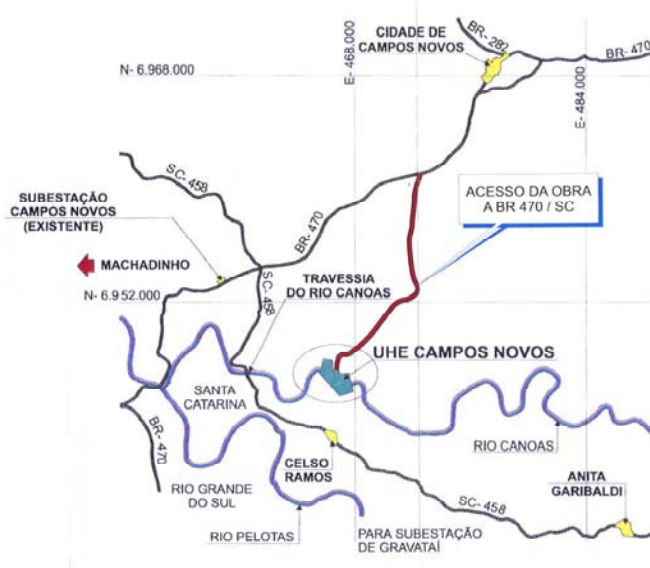 CIDADE DE
CAMPOS NOVOS
BR-282
BR-470
N- 6.968.000
E- 468.000
E- 484.000
SC-458
SUBESTAÇÃO
CAMPOS NOVOS
(EXISTENTE)
BR-470
ACESSO DA OBRA
A BR 470 / SC
MACHADINHO
SC-458
TRAVESSIA
DO RIO CANOAS
N- 6.952.000
UHE CAMPOS NOVOS
SANTA
CATARINA
BR-470
RIO CANOAS
CELSO
RAMOS
RIO GRANDE
DO SUL
ANITA
GARIBALDI
SC-458
RIO PELOTAS
PARA SUBESTAÇÃO
DE GRAVATAÍ